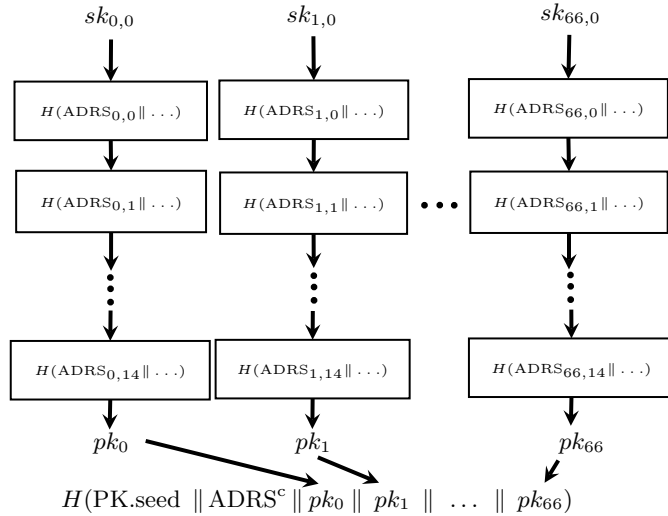 sk₀,₀ sk₁,₀ sk₆₆,₀
H(ADRS₀,₀‖ ...) H(ADRS₁,₀‖ ...) H(ADRS₆₆,₀‖ ...)
H(ADRS₀,₁‖ ...) H(ADRS₁,₁‖ ...) H(ADRS₆₆,₁‖ ...)
H(ADRS₀,₁₄‖ ...) H(ADRS₁,₁₄‖ ...) H(ADRS₆₆,₁₄‖ ...)
pk₀ pk₁ pk₆₆
H(PK.seed ‖ ADRSᶜ ‖ pk₀ ‖ pk₁ ‖ ... ‖ pk₆₆)